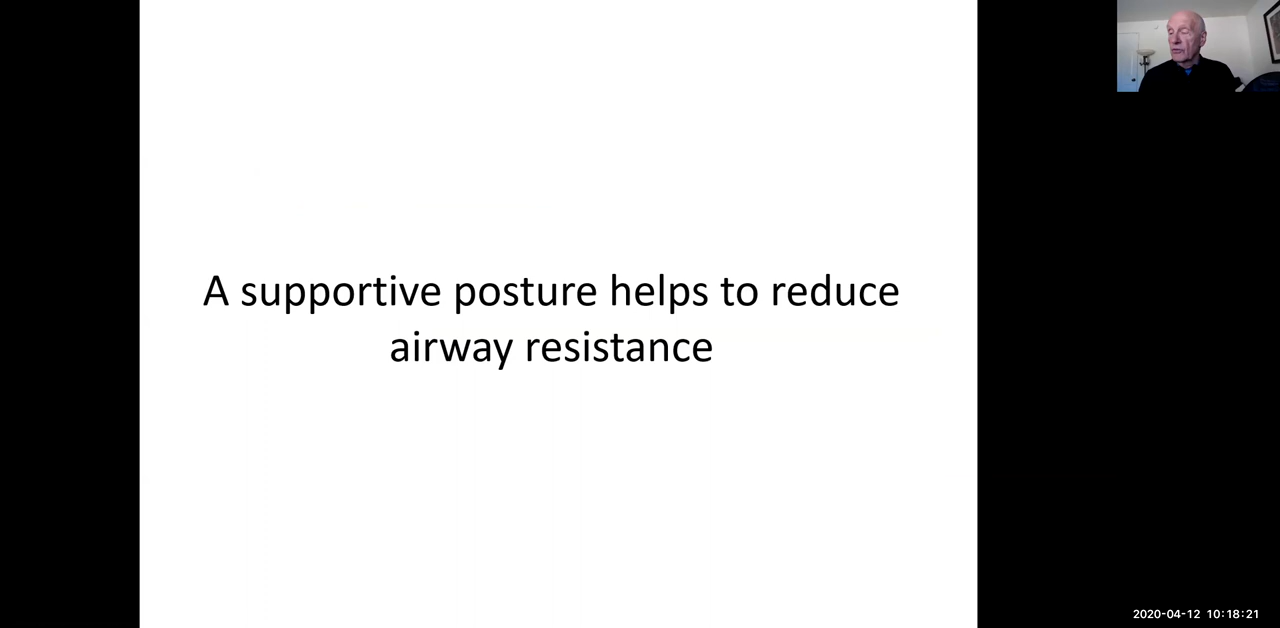 A supportive posture helps to reduce
airway resistance
2020-04-12 10:18:21